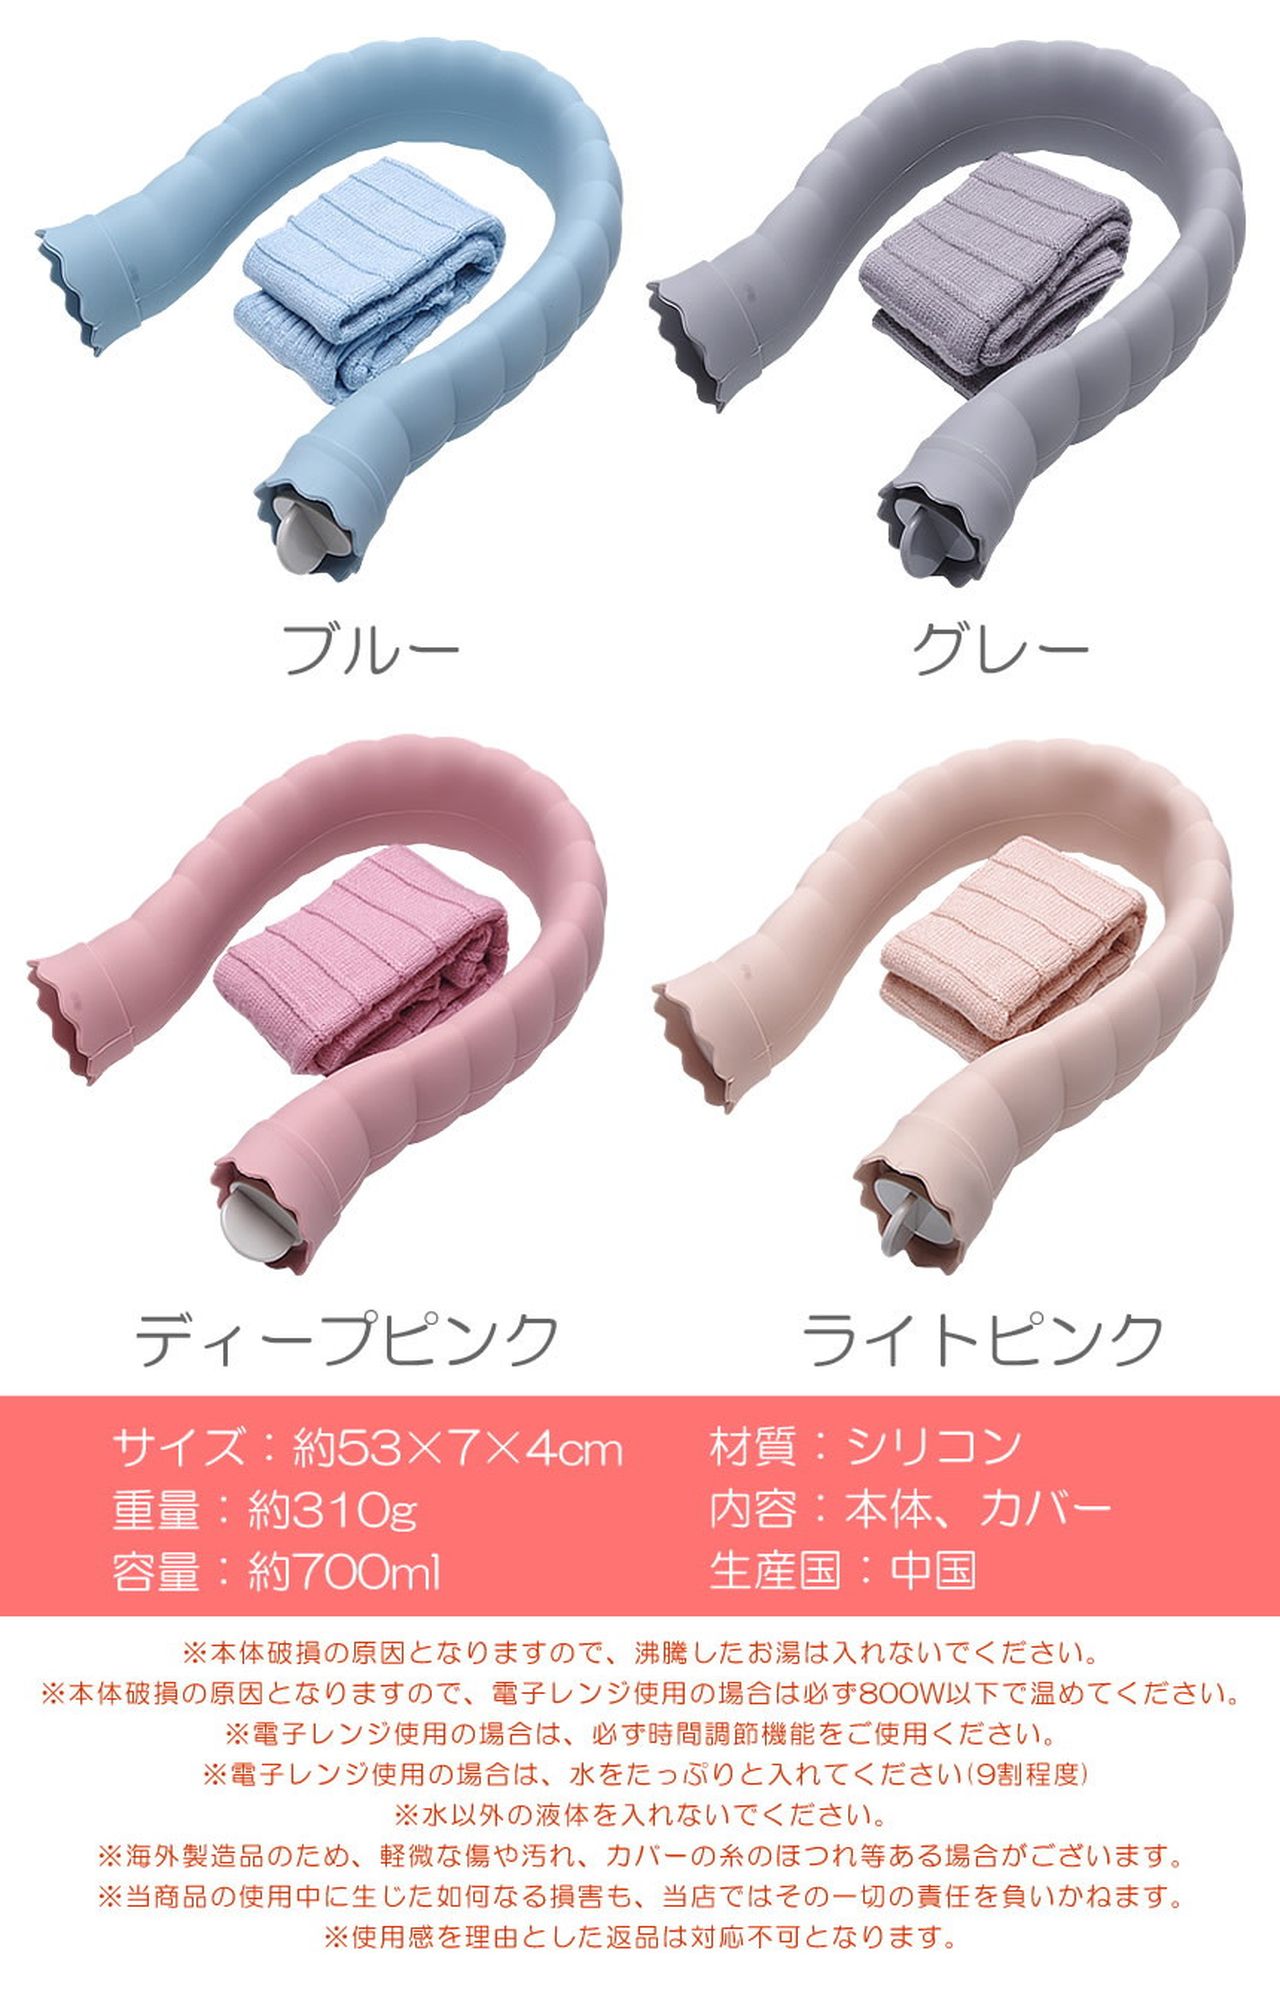 ブルー
グレー
ディープピンク
ライトピンク
サイズ：約53×7×4cm
重量：約310g
容量：約700ml
材質：シリコン
内容：本体、カバー
生産国：中国
※本体破損の原因となりますので、沸騰したお湯は入れないでください。
※本体破損の原因となりますので、電子レンジ使用の場合は必ず800W以下で温めてください。
※電子レンジ使用の場合は、必ず時間調節機能をご使用ください。
※電子レンジ使用の場合は、水をたっぷりと入れてください(9割程度)
※水以外の液体を入れないでください。
※海外製造品のため、軽微な傷や汚れ、カバーの糸のほつれ等ある場合がございます。
※当商品の使用中に生じた如何なる損害も、当店ではその一切の責任を負いかねます。
※使用感を理由とした返品は対応不可となります。